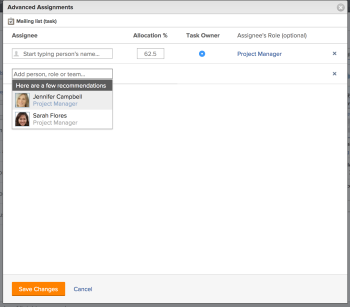 Advanced Assignments
Mailing list (task)
Assignee Allocation % Task Owner Assignee's Role (optional)
Start typing person's name... 62.5 Project Manager
Add person, role or team...
Here are a few recommendations
Jennifer Campbell
Project Manager
Sarah Flores
Project Manager
Save Changes Cancel